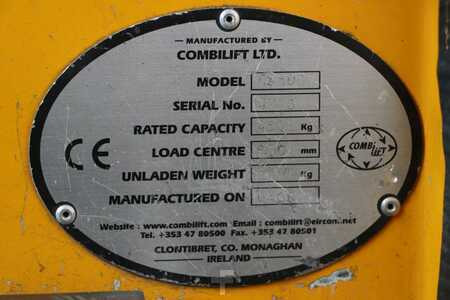 MANUFACTURED BY
COMBILIFT LTD.
MODEL
SERIAL No.
RATED CAPACITY Kg
LOAD CENTRE mm
UNLADEN WEIGHT Kg
MANUFACTURED ON
CE
COMBiLiFT
Website : www.combilift.com Email : combilift@eircom.net
Tel. +353 47 80500 Fax. +353 47 80501
CLONTIBRET, CO. MONAGHAN
IRELAND